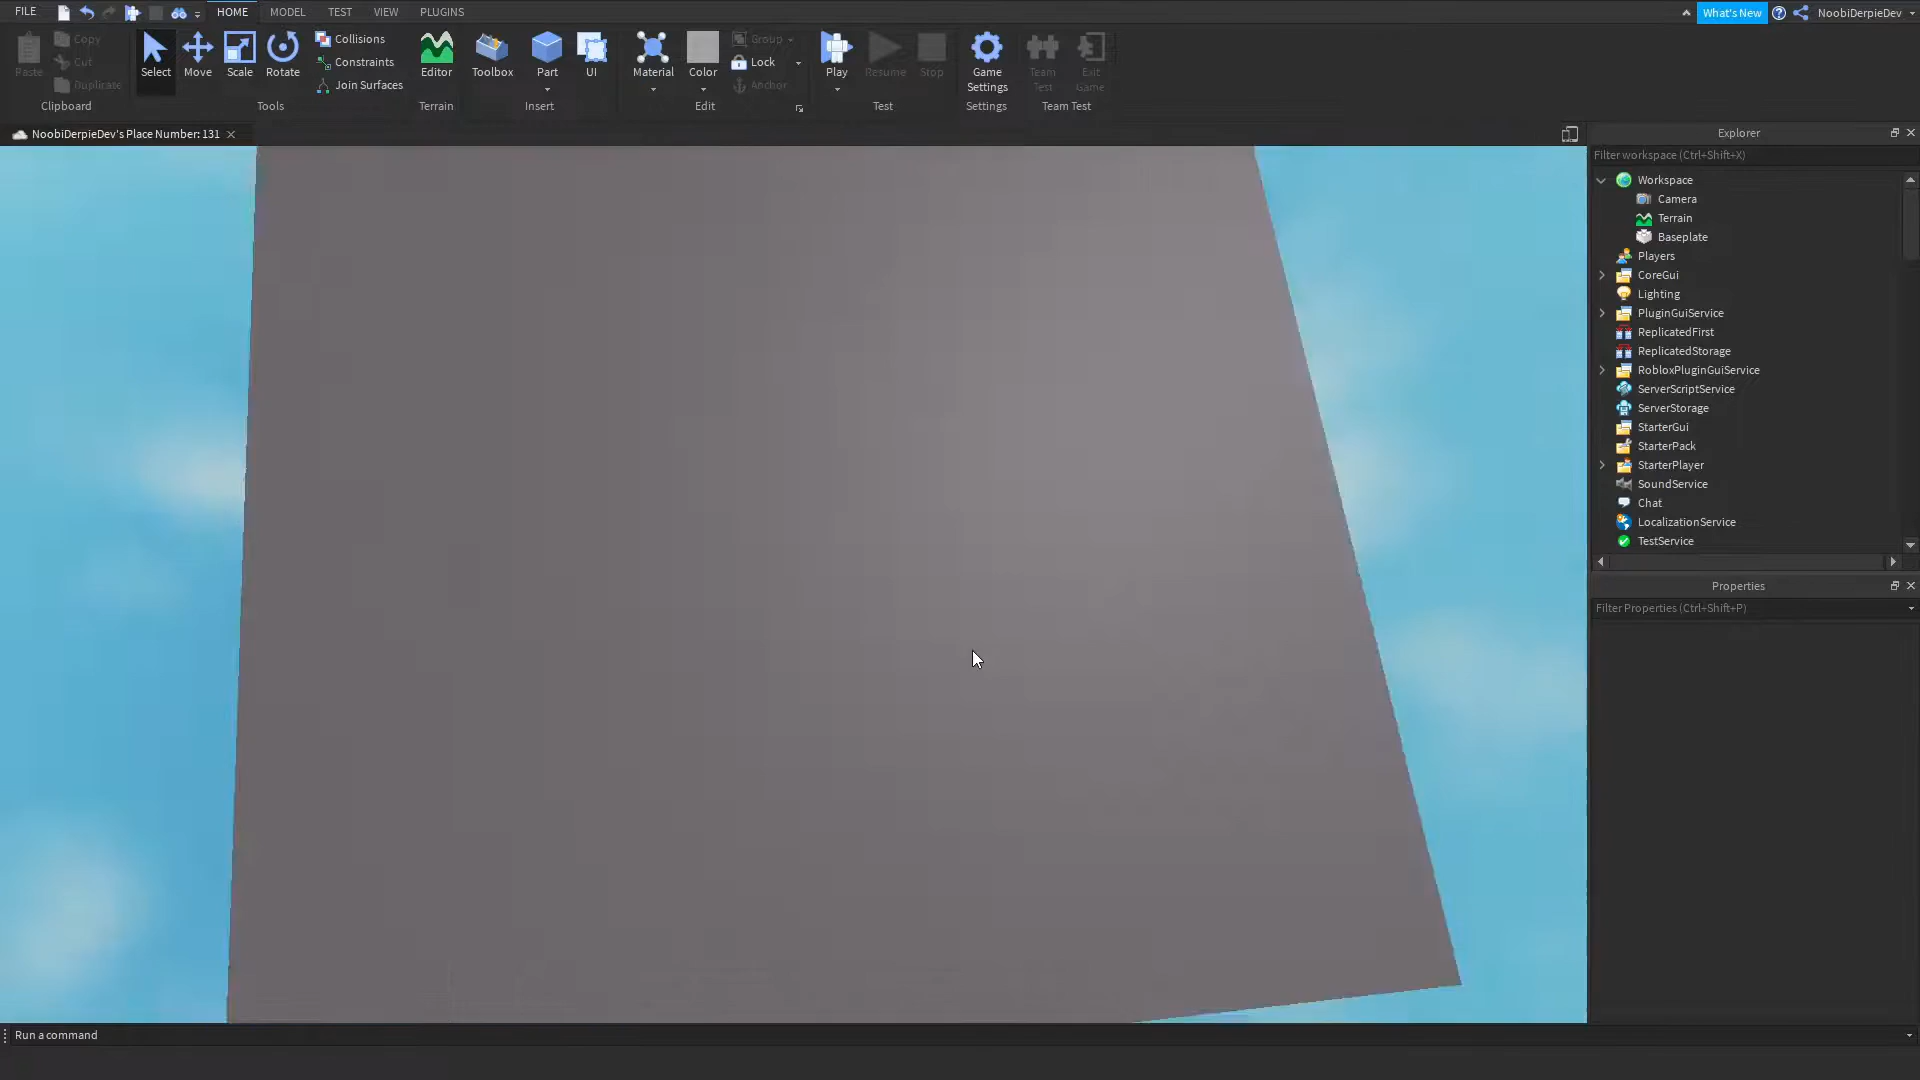 FILE HOME MODEL TEST VIEW PLUGINS What's New NoobiDerpieDev
Paste Copy Cut Duplicate Select Move Scale Rotate Collisions Constraints Join Surfaces Editor Toolbox Part UI Material Color Group Lock Anchor Play Resume Stop Game Settings Team Test Exit Game
Clipboard Tools Terrain Insert Edit Test Settings Team Test
NoobiDerpieDev's Place Number: 131
Explorer
Filter workspace (Ctrl+Shift+X)
Workspace
Camera
Terrain
Baseplate
Players
CoreGui
Lighting
PluginGuiService
ReplicatedFirst
ReplicatedStorage
RobloxPluginGuiService
ServerScriptService
ServerStorage
StarterGui
StarterPack
StarterPlayer
SoundService
Chat
LocalizationService
TestService
Properties
Filter Properties (Ctrl+Shift+P)
Run a command